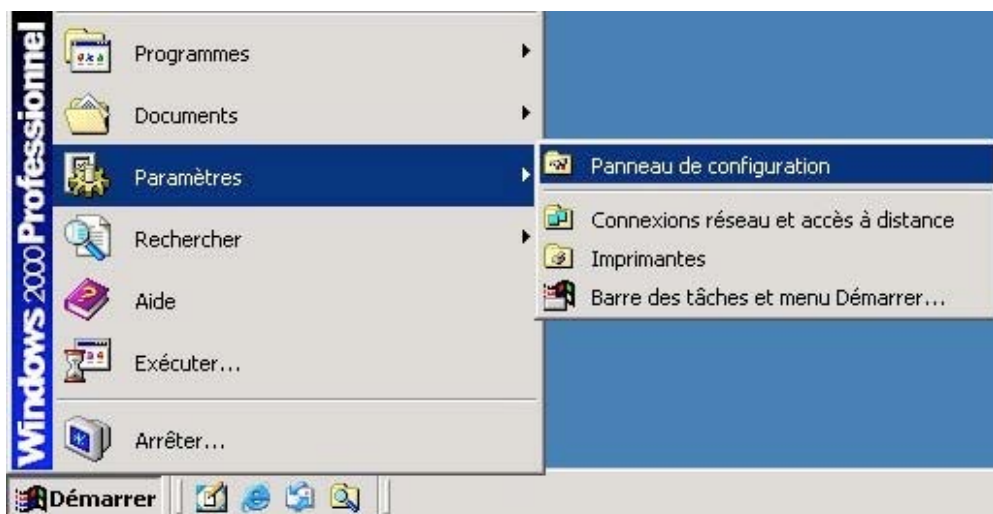 Windows 2000 Professionnel
Programmes
Documents
Paramètres
Rechercher
Aide
Exécuter...
Arrêter...
Panneau de configuration
Connexions réseau et accès à distance
Imprimantes
Barre des tâches et menu Démarrer...
Démarrer